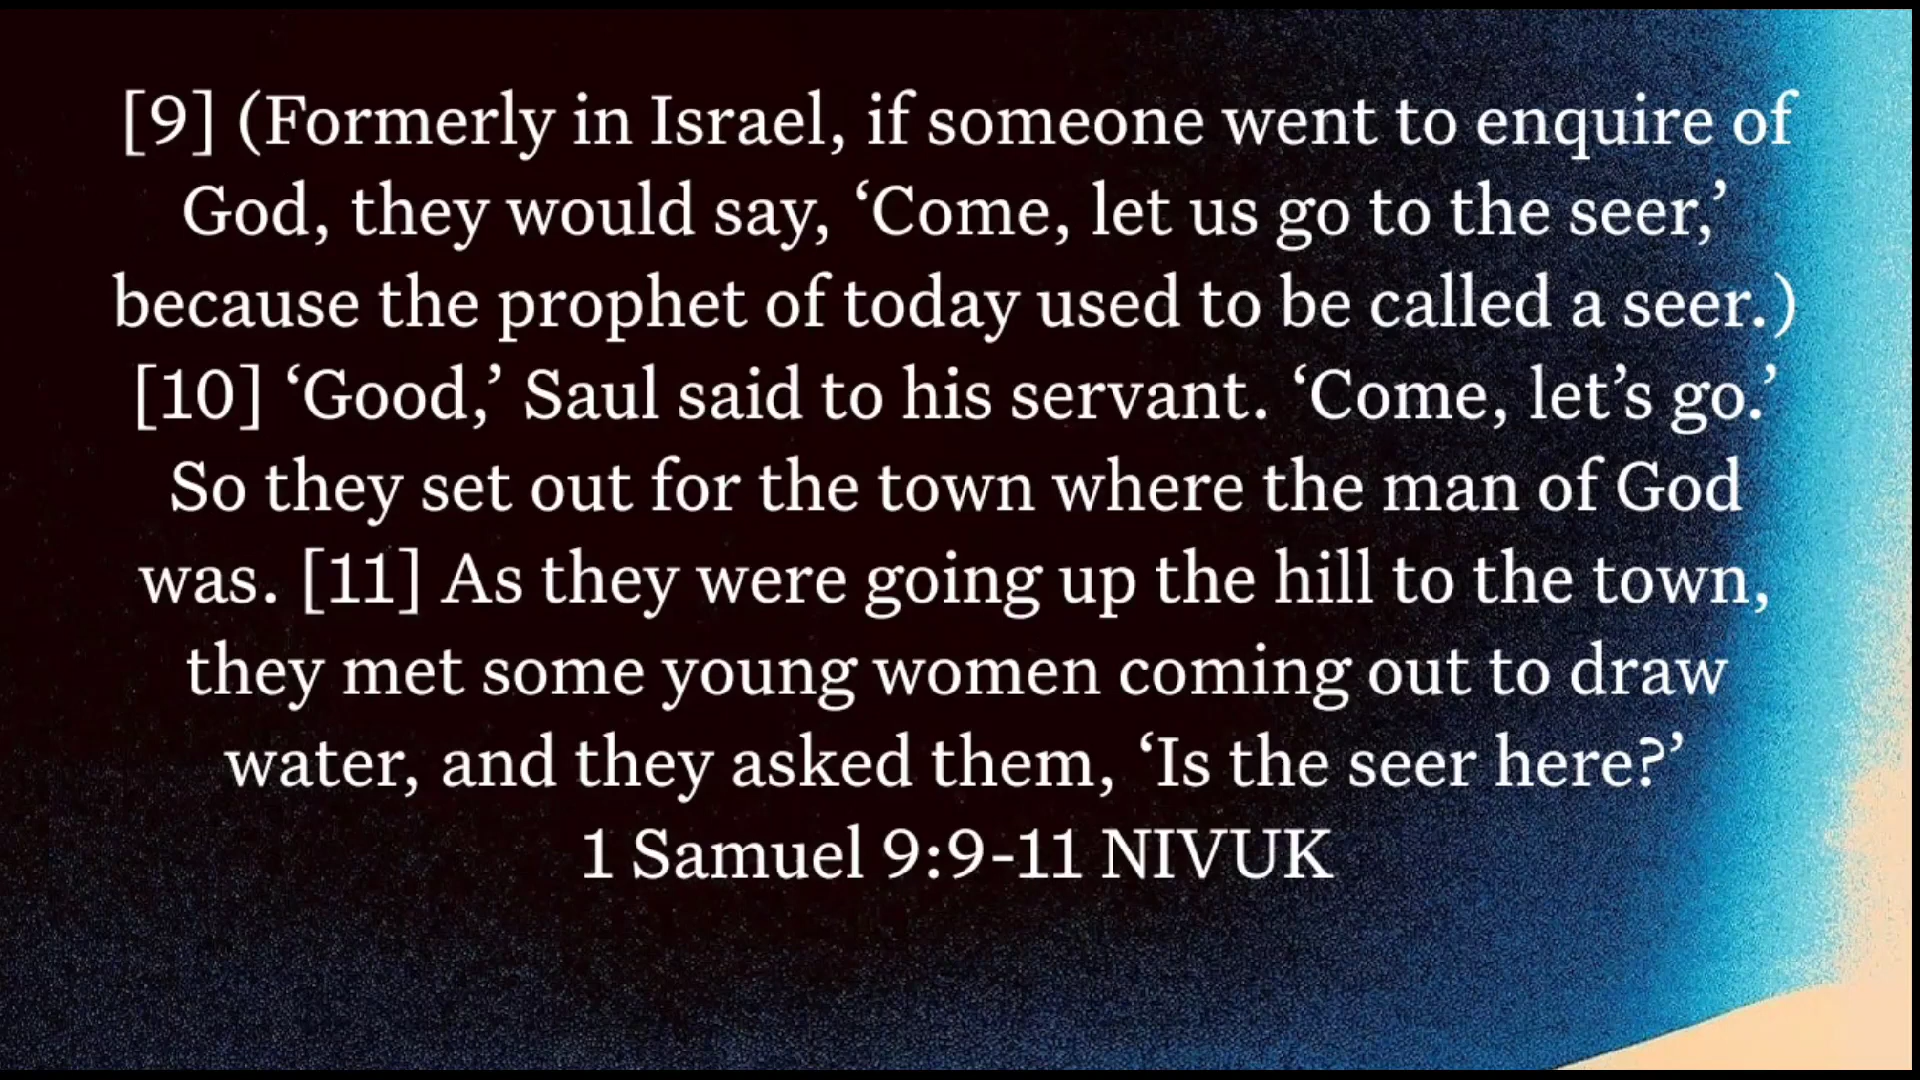 [9] (Formerly in Israel, if someone went to enquire of
God, they would say, ‘Come, let us go to the seer,’
because the prophet of today used to be called a seer.)
[10] ‘Good,’ Saul said to his servant. ‘Come, let’s go.’
So they set out for the town where the man of God
was. [11] As they were going up the hill to the town,
they met some young women coming out to draw
water, and they asked them, ‘Is the seer here?’
1 Samuel 9:9-11 NIVUK